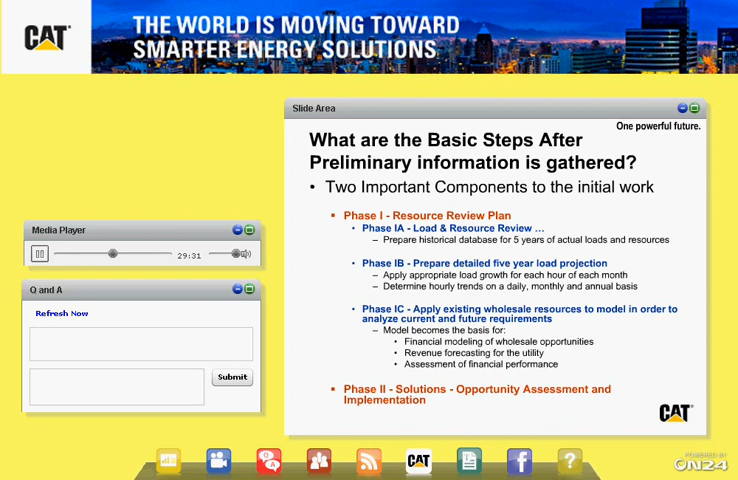 CAT
THE WORLD IS MOVING TOWARD
SMARTER ENERGY SOLUTIONS
Slide Area
One powerful future.
What are the Basic Steps After
Preliminary information is gathered?
• Two Important Components to the initial work
▪ Phase I - Resource Review Plan
• Phase IA - Load & Resource Review …
– Prepare historical database for 5 years of actual loads and resources
• Phase IB - Prepare detailed five year load projection
– Apply appropriate load growth for each hour of each month
– Determine hourly trends on a daily, monthly and annual basis
• Phase IC - Apply existing wholesale resources to model in order to
analyze current and future requirements
– Model becomes the basis for:
• Financial modeling of wholesale opportunities
• Revenue forecasting for the utility
• Assessment of financial performance
▪ Phase II - Solutions - Opportunity Assessment and
Implementation
CAT
Media Player
29:31
Q and A
Refresh Now
Submit
Q
A
CAT
f
?
POWERED BY
ON24